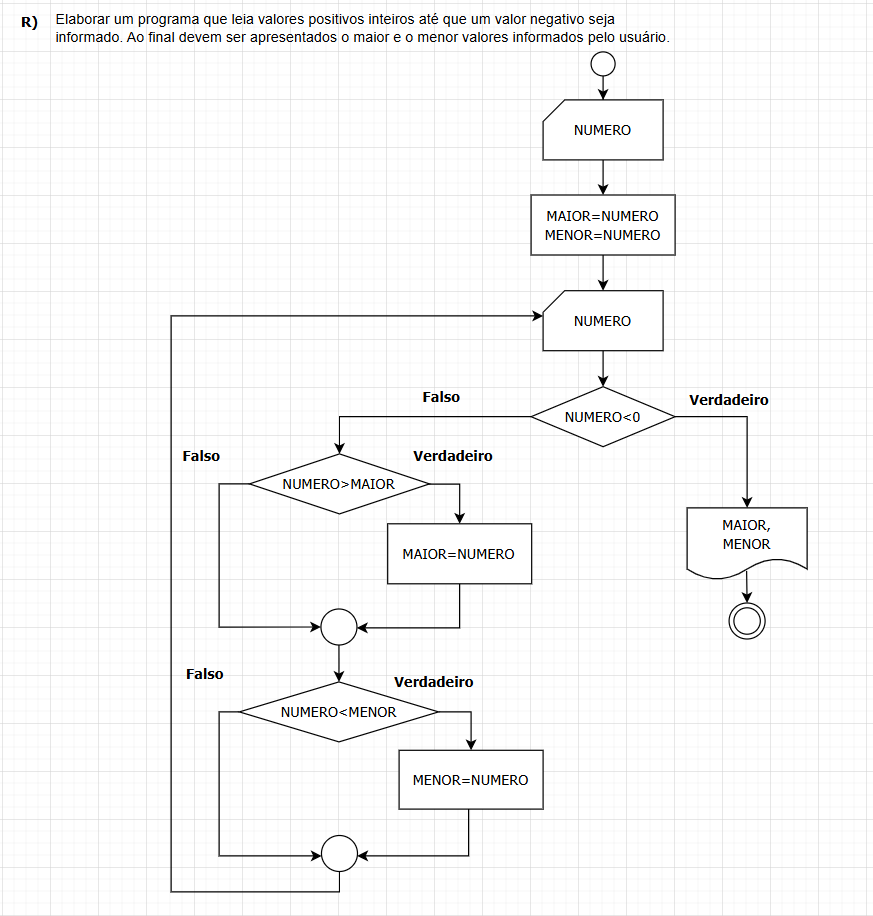 R) Elaborar um programa que leia valores positivos inteiros até que um valor negativo seja
informado. Ao final devem ser apresentados o maior e o menor valores informados pelo usuário.
NUMERO
MAIOR=NUMERO
MENOR=NUMERO
NUMERO
Falso
Verdadeiro
NUMERO<0
Falso
Verdadeiro
NUMERO>MAIOR
MAIOR=NUMERO
MAIOR,
MENOR
Falso
Verdadeiro
NUMERO<MENOR
MENOR=NUMERO